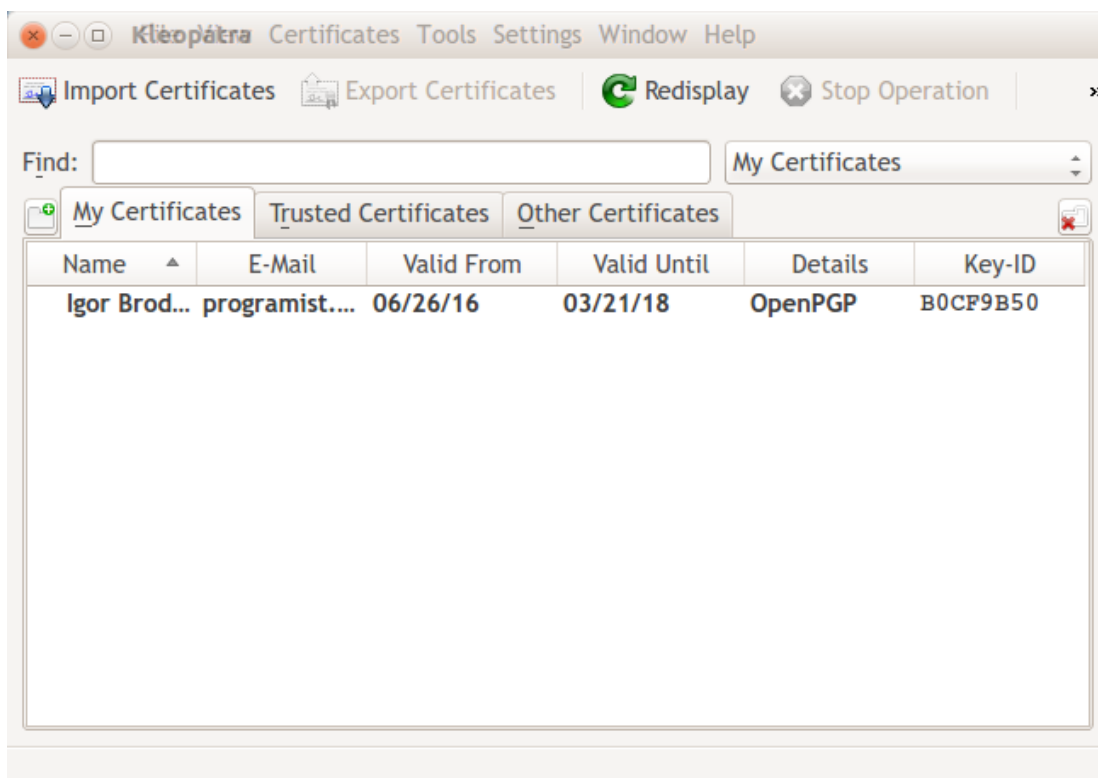 Kleopatra Certificates Tools Settings Window Help
Import Certificates Export Certificates Redisplay Stop Operation »
Find: My Certificates
My Certificates Trusted Certificates Other Certificates
Name E-Mail Valid From Valid Until Details Key-ID
Igor Brod... programist.... 06/26/16 03/21/18 OpenPGP B0CF9B50